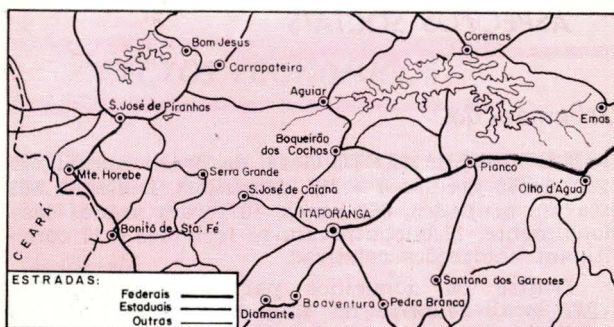 Bom Jesus
Carrapateira
Coremas
Aguiar
S. José de Piranhas
Emas
Boqueirão
dos Cochos
Mte. Horebe
Serra Grande
Piancó
S. José de Caiana
Olho d'Água
ITAPORANGA
Bonito de Sta. Fé
CEARÁ
ESTRADAS:
Federais
Estaduais
Outras
Diamante
Boaventura
Pedra Branca
Santana dos Garrotes